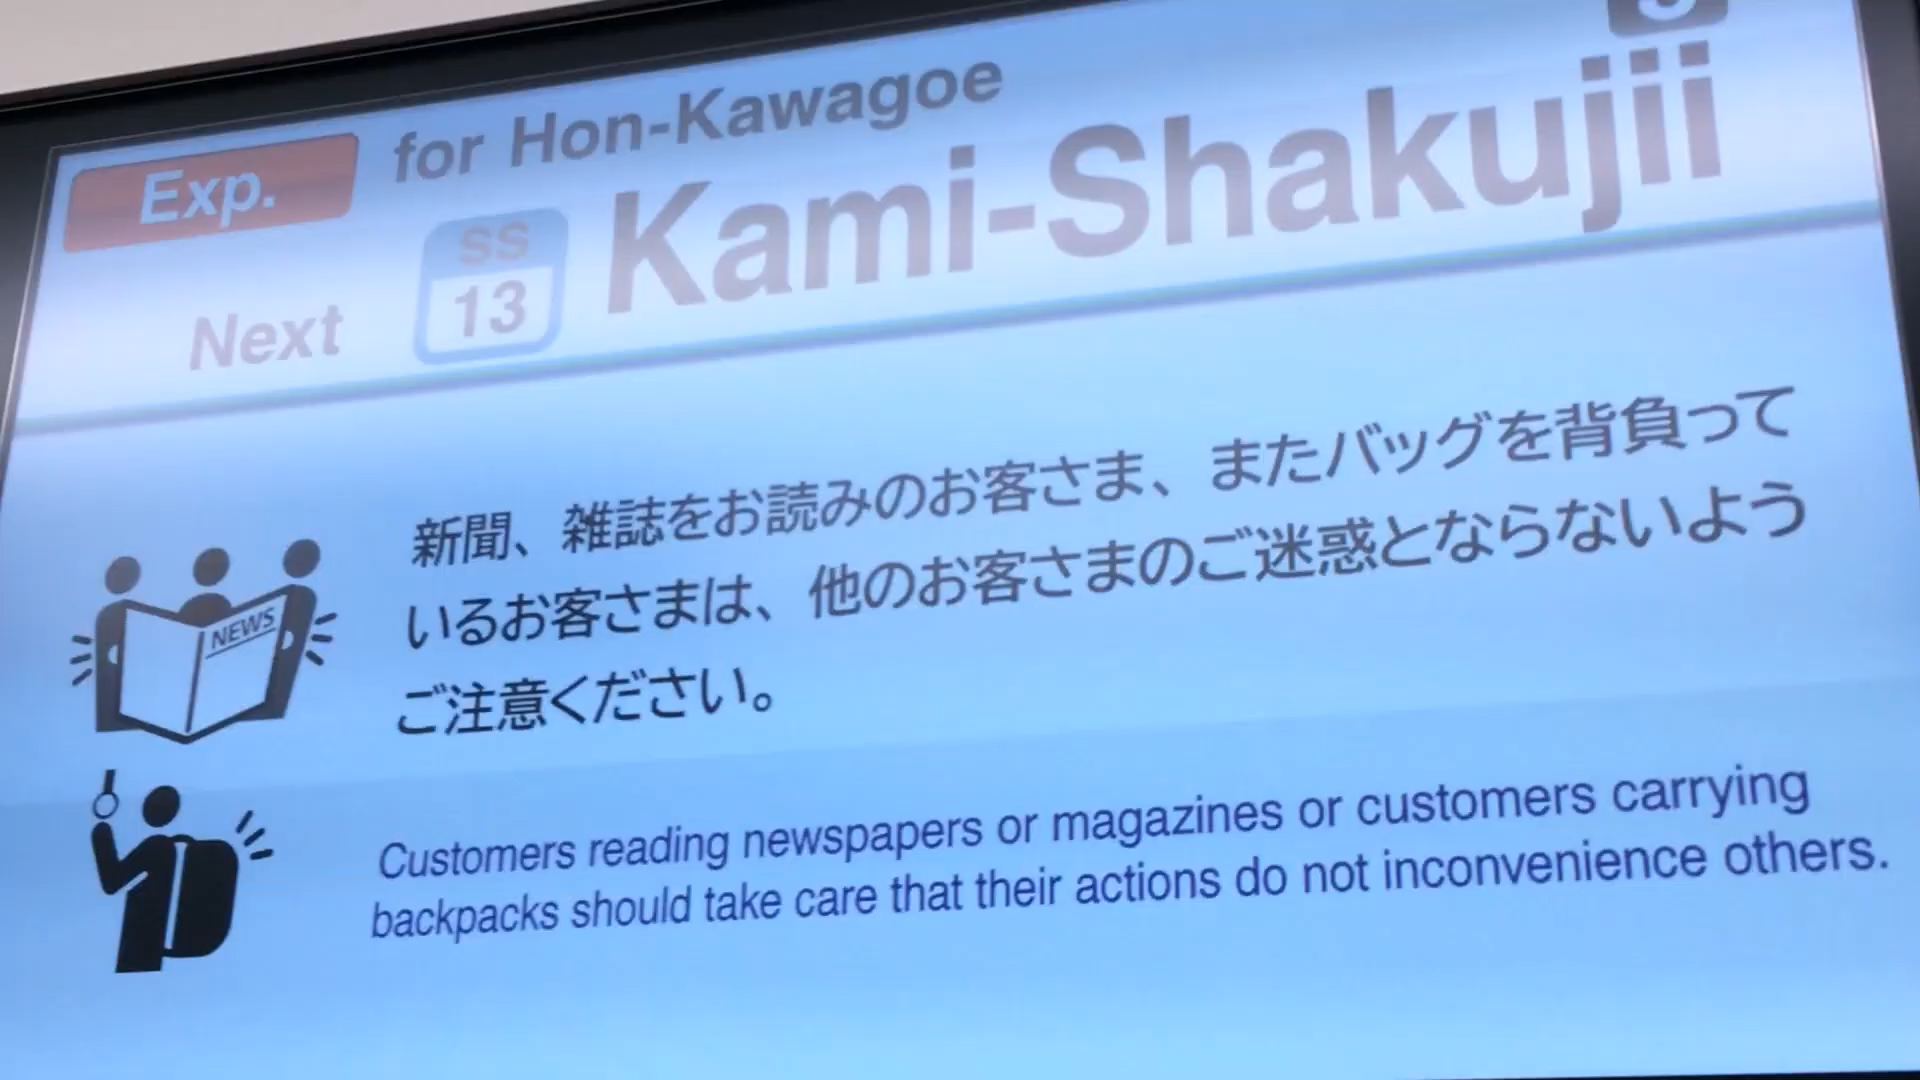 Exp. for Hon-Kawagoe
Next SS 13 Kami-Shakujii
新聞、雑誌をお読みのお客さま、またバッグを背負って
いるお客さまは、他のお客さまのご迷惑とならないよう
ご注意ください。
NEWS
Customers reading newspapers or magazines or customers carrying
backpacks should take care that their actions do not inconvenience others.